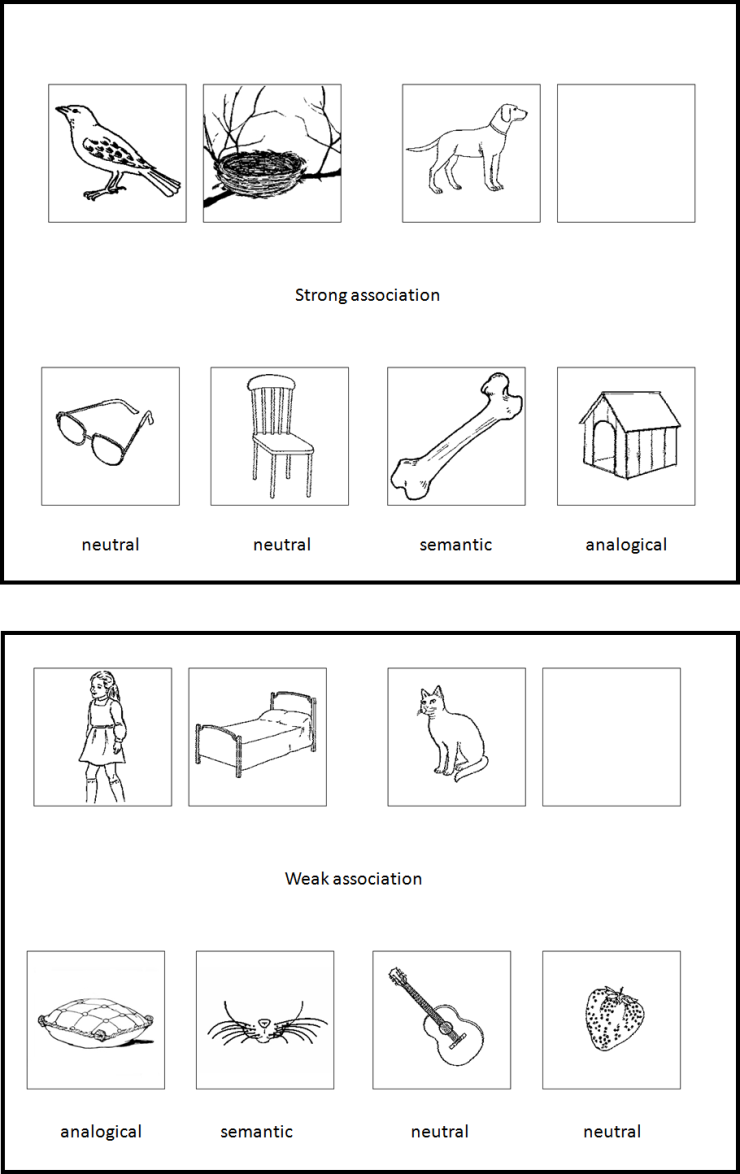 Strong association
neutral neutral semantic analogical
Weak association
analogical semantic neutral neutral